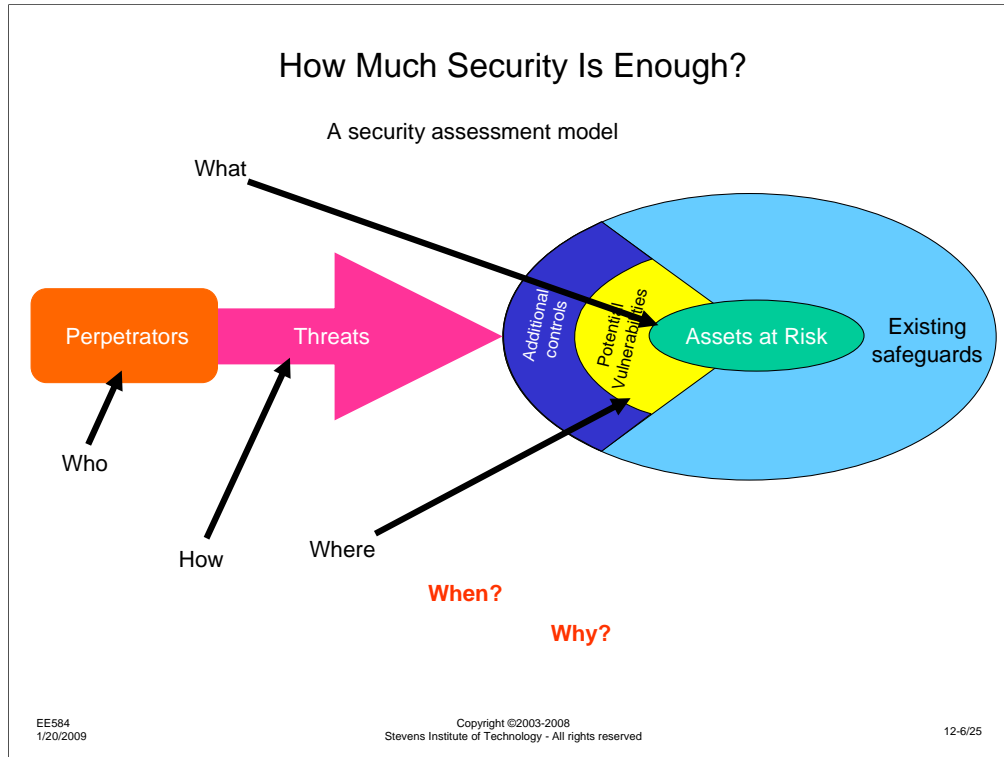 How Much Security Is Enough?
A security assessment model
What
Perpetrators
Threats
Additional
controls
Potential
Vulnerabilities
Assets at Risk
Existing
safeguards
Who
How
Where
When?
Why?
EE584
1/20/2009
Copyright ©2003-2008
Stevens Institute of Technology - All rights reserved
12-6/25